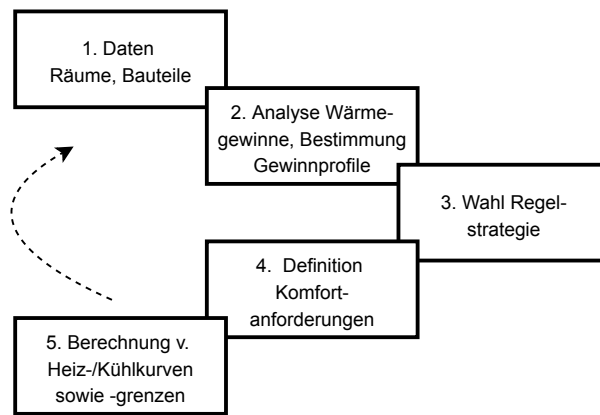 1. Daten
Räume, Bauteile
2. Analyse Wärme-
gewinne, Bestimmung
Gewinnprofile
3. Wahl Regel-
strategie
4. Definition
Komfort-
anforderungen
5. Berechnung v.
Heiz-/Kühlkurven
sowie -grenzen